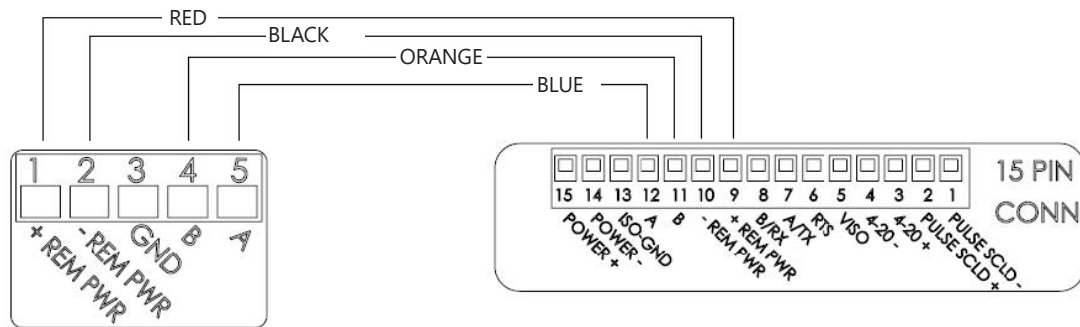 RED
BLACK
ORANGE
BLUE
1 2 3 4 5
+ REM PWR
- REM PWR
GND
B
A
15 14 13 12 11 10 9 8 7 6 5 4 3 2 1
POWER +
POWER -
ISO-GND
A
B
- REM PWR
+ REM PWR
B/RX
A/TX
RTS
VISO
4-20 -
4-20 +
PULSE SCLD +
PULSE SCLD -
15 PIN
CONN